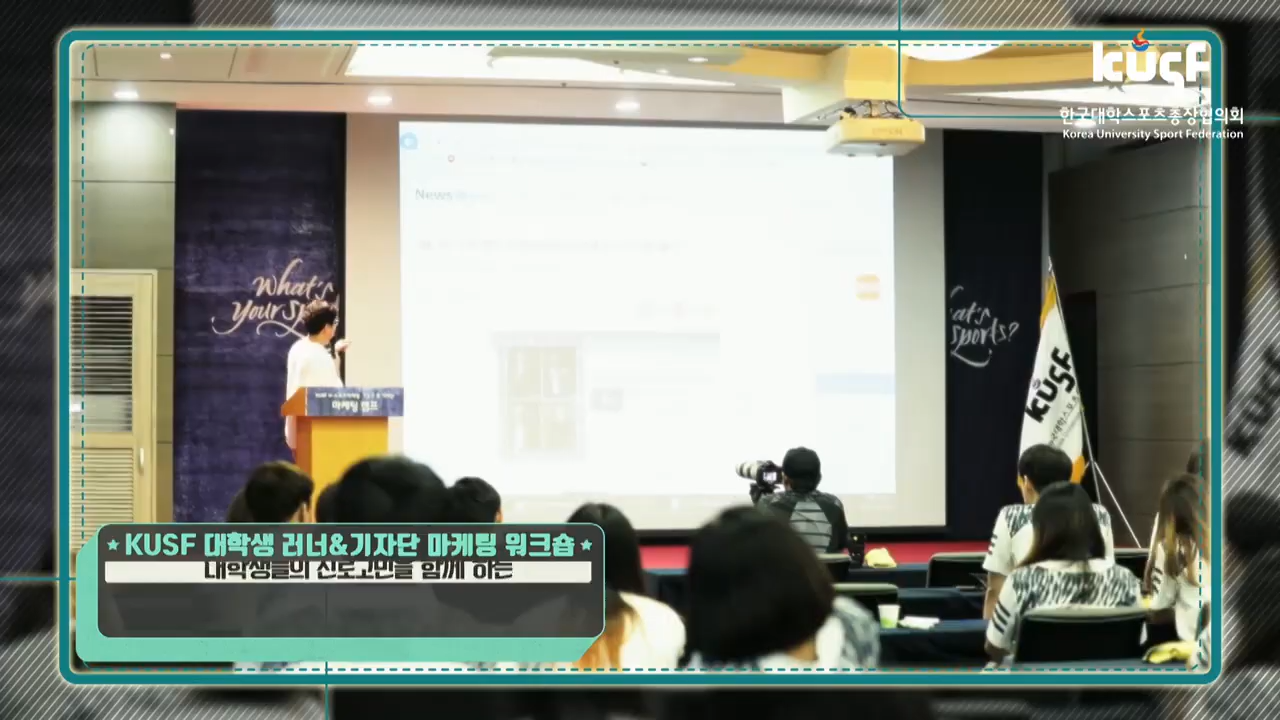 KUSF
한국대학스포츠총장협의회
Korea University Sport Federation
News
What's
Your
at's
sports?
KUSF
마케팅 캠프
★ KUSF 대학생 러너&기자단 마케팅 워크숍 ★
대학생들의 진로고민을 함께 하는